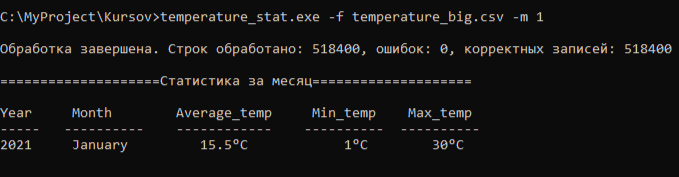 C:\MyProject\Kursov>temperature_stat.exe -f temperature_big.csv -m 1
Обработка завершена. Строк обработано: 518400, ошибок: 0, корректных записей: 518400
====================Статистика за месяц====================
Year     Month        Average_temp     Min_temp    Max_temp
-----   ----------    ------------    ----------  ----------
2021     January         15.5°C            1°C        30°C